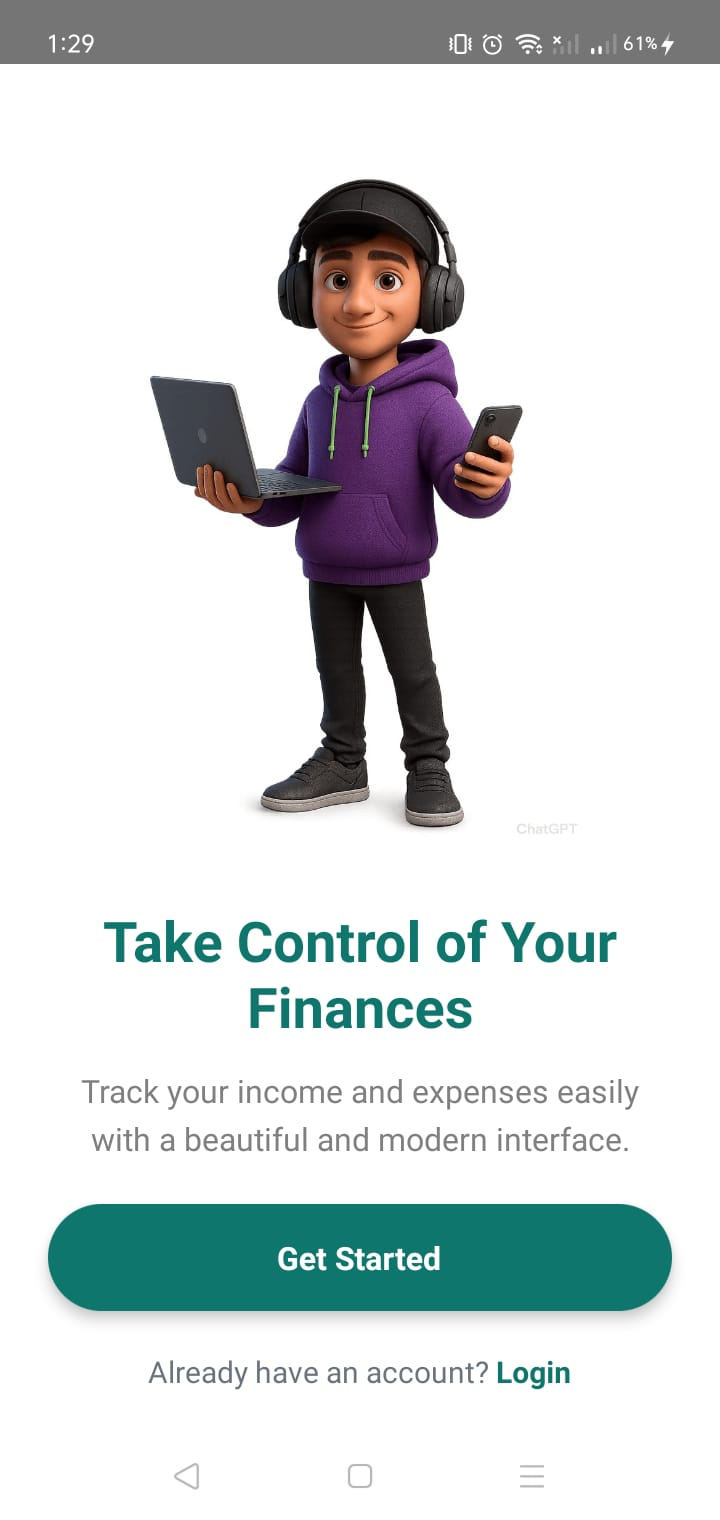 1:29
61%
ChatGPT
Take Control of Your
Finances
Track your income and expenses easily
with a beautiful and modern interface.
Get Started
Already have an account? Login